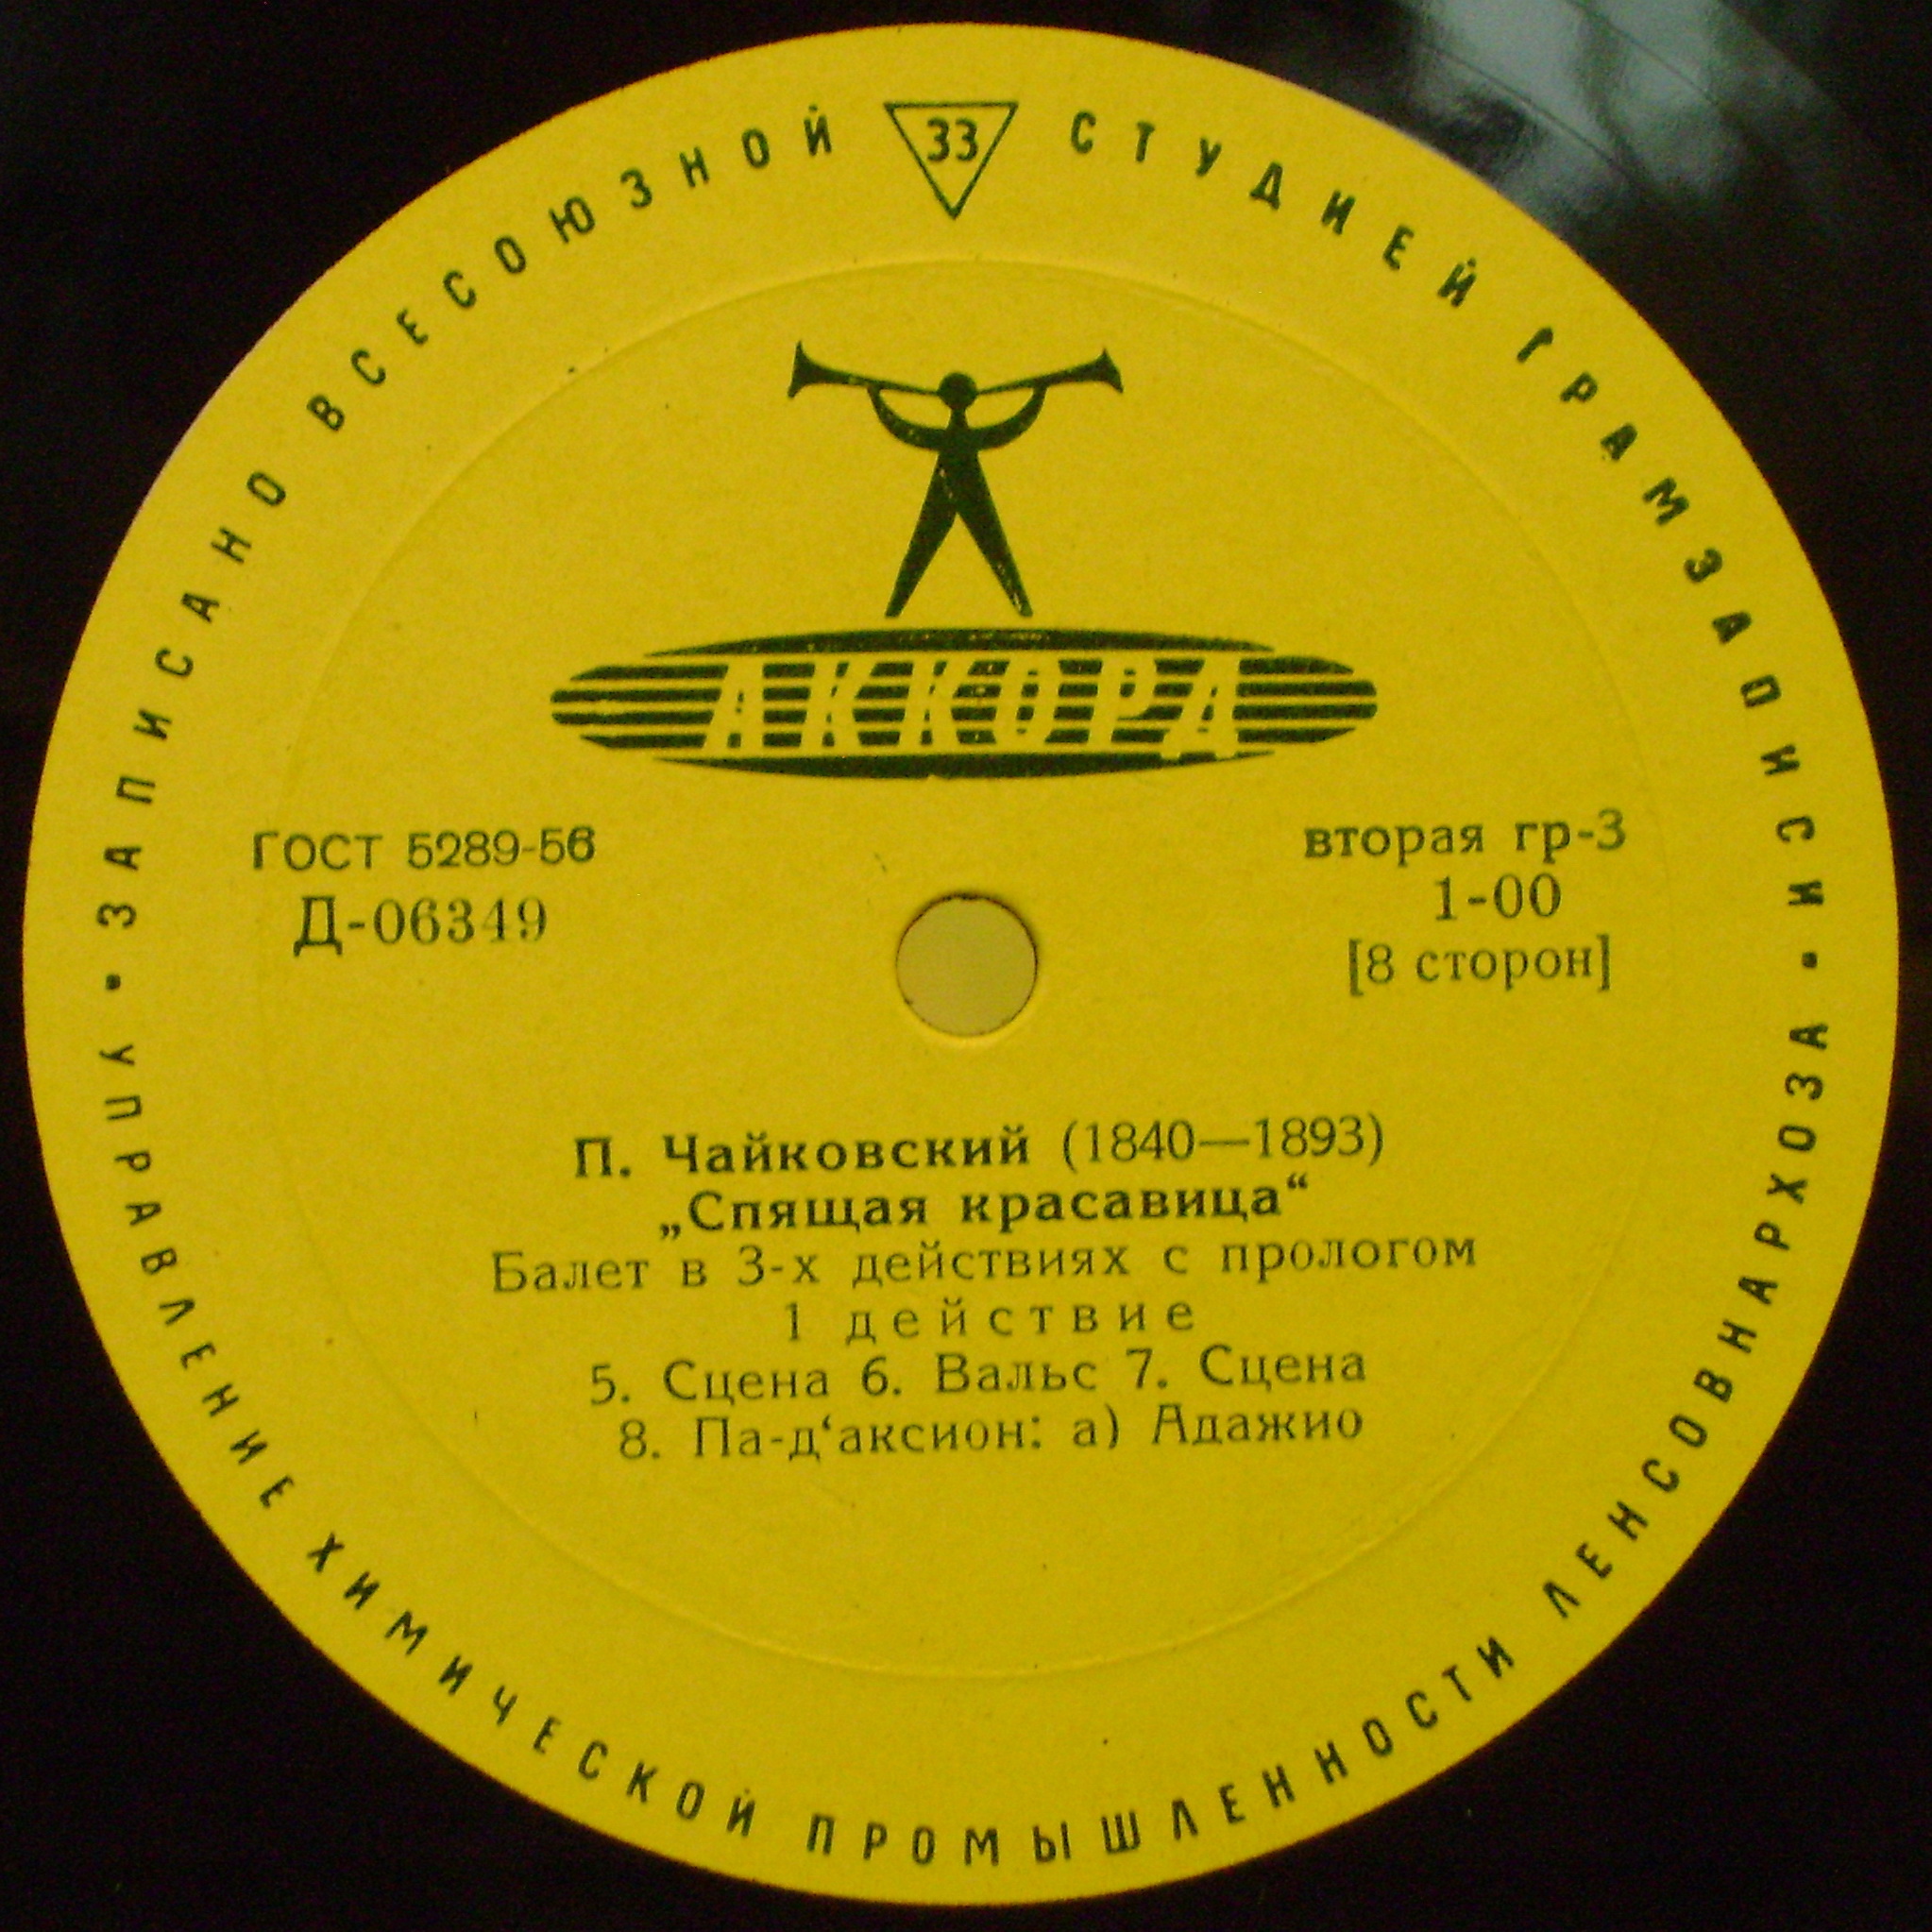 ЗАПИСАНО ВСЕСОЮЗНОЙ 33 СТУДИЕЙ ГРАМЗАПИСИ
АККОРД
ГОСТ 5289-56
Д-06349
вторая гр-3
1-00
[8 сторон]
П. Чайковский (1840—1893)
„Спящая красавица“
Балет в 3-х действиях с прологом
1 действие
5. Сцена 6. Вальс 7. Сцена
8. Па-д‘аксион: а) Адажио
УПРАВЛЕНИЕ ХИМИЧЕСКОЙ ПРОМЫШЛЕННОСТИ ЛЕНСОВНАРХОЗА